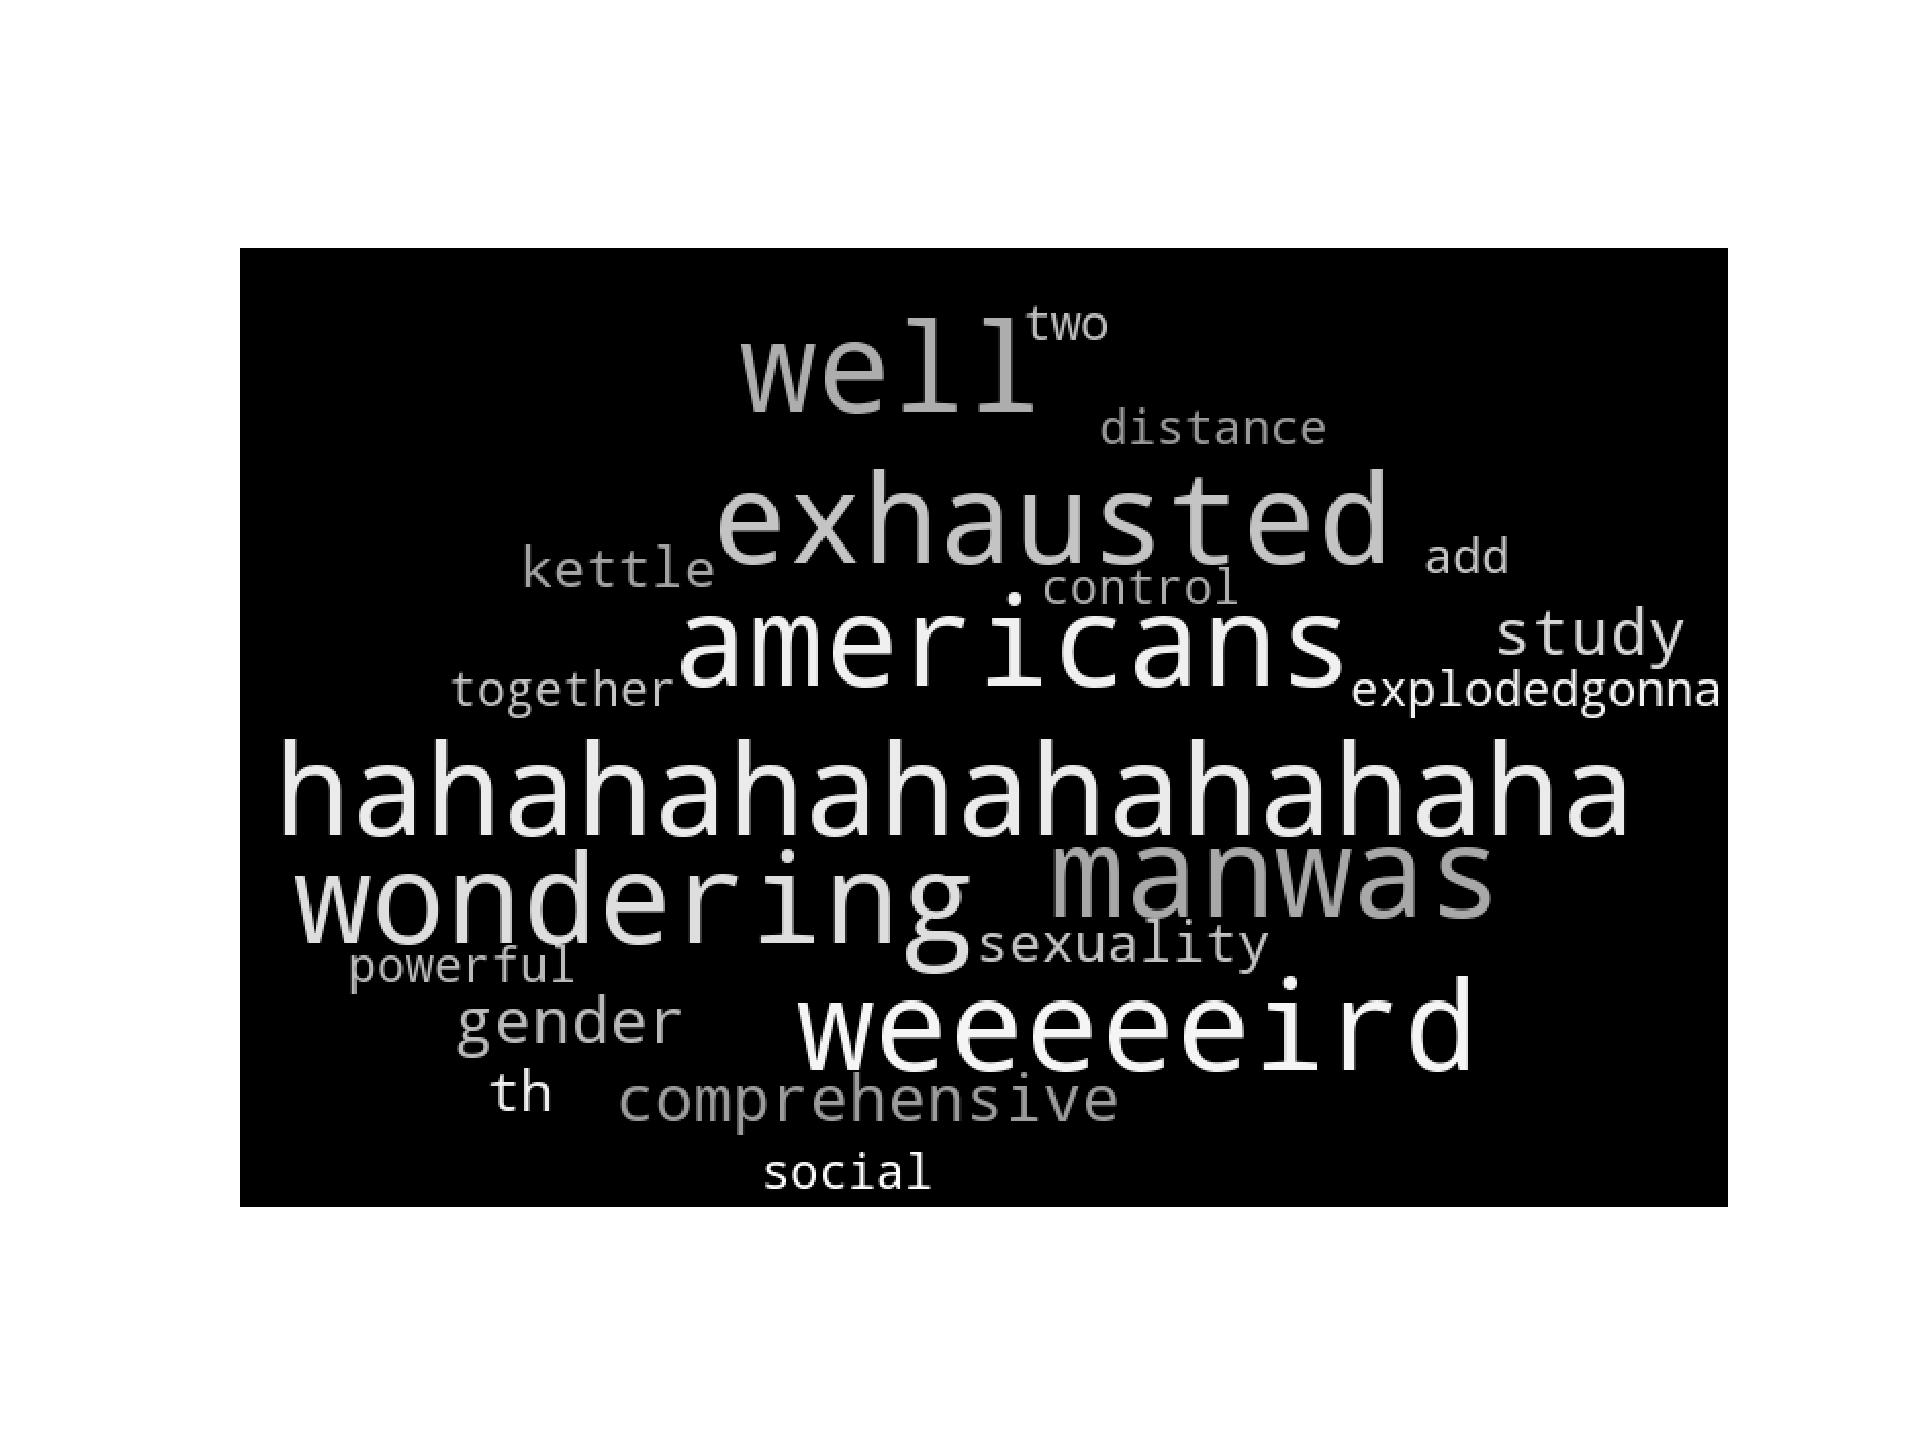 two
well
distance
exhausted
kettle
add
control
americans
study
together
explodedgonna
hahahahahahahahaha
manwas
wondering
sexuality
powerful
gender
weeeeeird
th
comprehensive
social